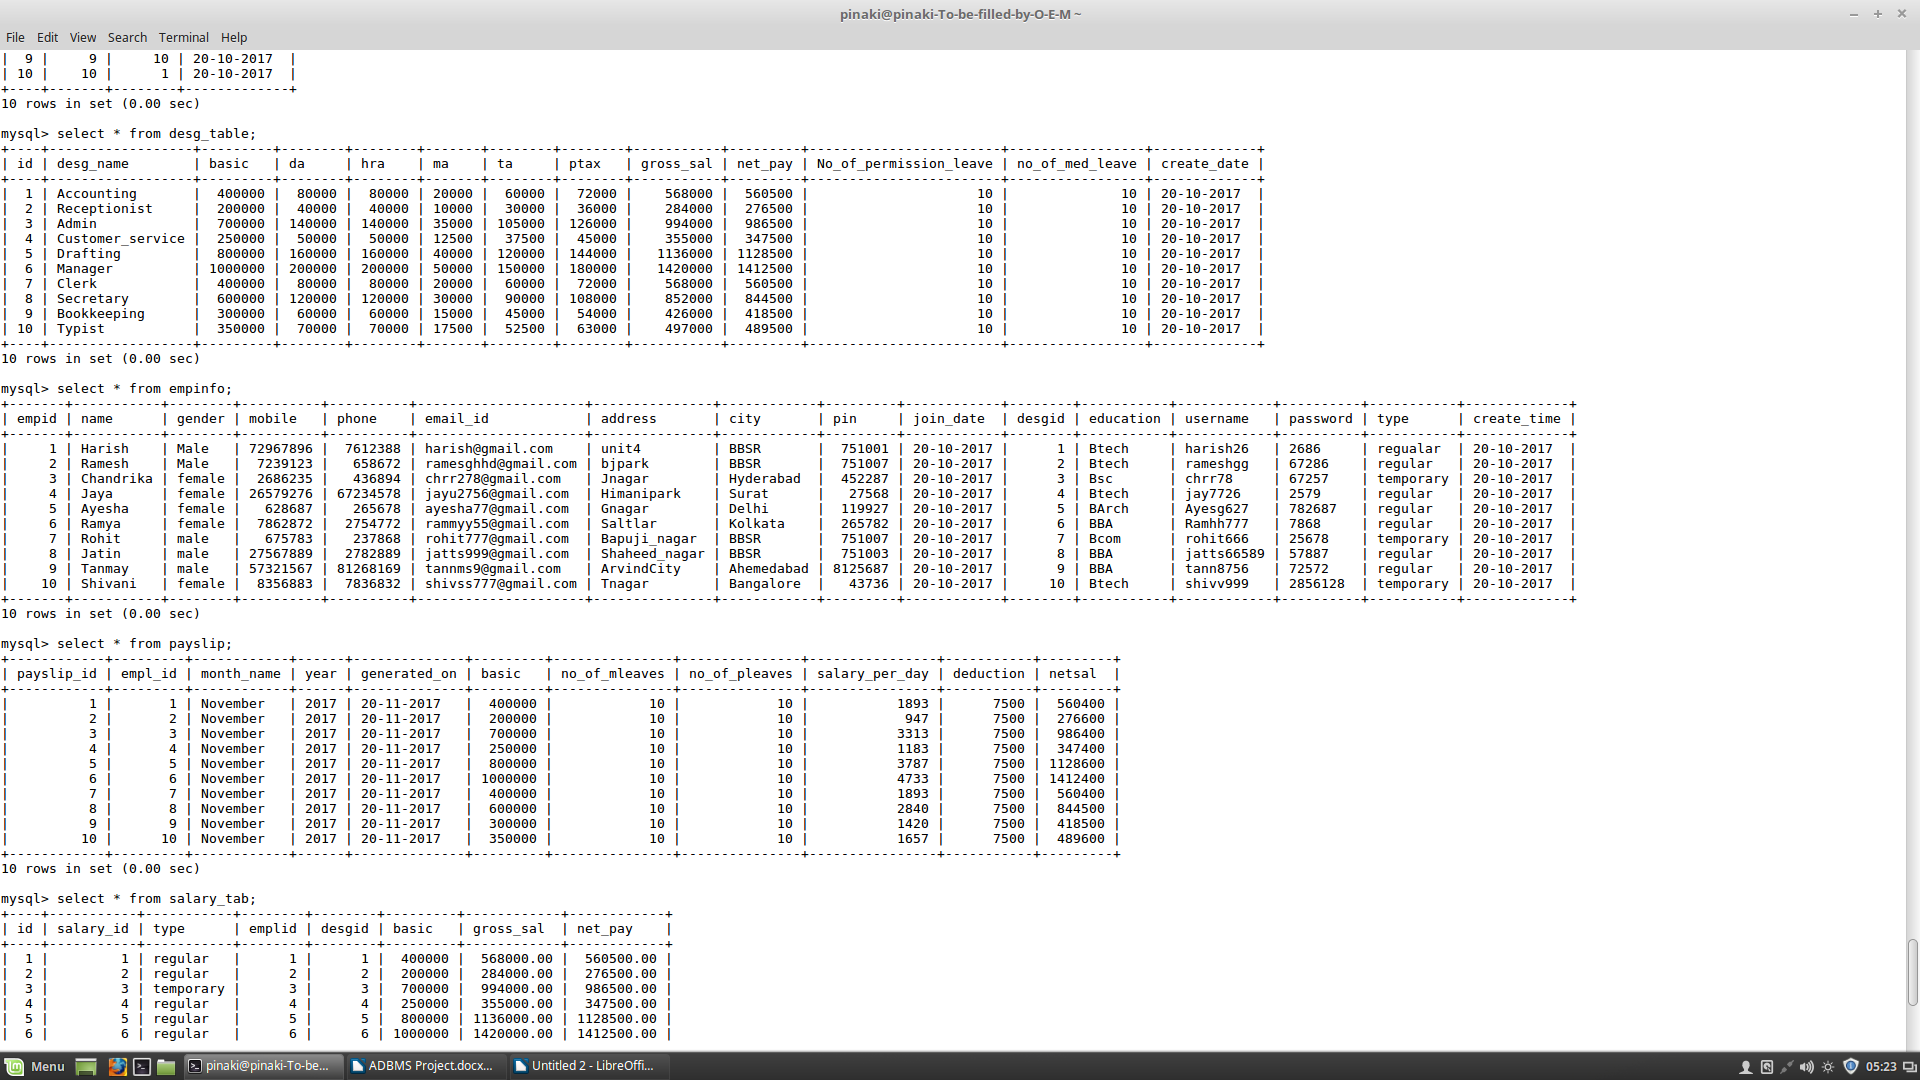 pinaki@pinaki-To-be-filled-by-O-E-M ~
File Edit View Search Terminal Help
|  9 |     9 |     10 | 20-10-2017  |
| 10 |    10 |      1 | 20-10-2017  |
+----+-------+--------+-------------+
10 rows in set (0.00 sec)
mysql> select * from desg_table;
+----+------------------+---------+--------+--------+-------+--------+--------+-----------+---------+------------------------+-----------------+-------------+
| id | desg_name        | basic   | da     | hra    | ma    | ta     | ptax   | gross_sal | net_pay | No_of_permission_leave | no_of_med_leave | create_date |
+----+------------------+---------+--------+--------+-------+--------+--------+-----------+---------+------------------------+-----------------+-------------+
|  1 | Accounting       |  400000 |  80000 |  80000 | 20000 |  60000 |  72000 |    568000 |  560500 |                     10 |              10 | 20-10-2017  |
|  2 | Receptionist     |  200000 |  40000 |  40000 | 10000 |  30000 |  36000 |    284000 |  276500 |                     10 |              10 | 20-10-2017  |
|  3 | Admin            |  700000 | 140000 | 140000 | 35000 | 105000 | 126000 |    994000 |  986500 |                     10 |              10 | 20-10-2017  |
|  4 | Customer_service |  250000 |  50000 |  50000 | 12500 |  37500 |  45000 |    355000 |  347500 |                     10 |              10 | 20-10-2017  |
|  5 | Drafting         |  800000 | 160000 | 160000 | 40000 | 120000 | 144000 |   1136000 | 1128500 |                     10 |              10 | 20-10-2017  |
|  6 | Manager          | 1000000 | 200000 | 200000 | 50000 | 150000 | 180000 |   1420000 | 1412500 |                     10 |              10 | 20-10-2017  |
|  7 | Clerk            |  400000 |  80000 |  80000 | 20000 |  60000 |  72000 |    568000 |  560500 |                     10 |              10 | 20-10-2017  |
|  8 | Secretary        |  600000 | 120000 | 120000 | 30000 |  90000 | 108000 |    852000 |  844500 |                     10 |              10 | 20-10-2017  |
|  9 | Bookkeeping      |  300000 |  60000 |  60000 | 15000 |  45000 |  54000 |    426000 |  418500 |                     10 |              10 | 20-10-2017  |
| 10 | Typist           |  350000 |  70000 |  70000 | 17500 |  52500 |  63000 |    497000 |  489500 |                     10 |              10 | 20-10-2017  |
+----+------------------+---------+--------+--------+-------+--------+--------+-----------+---------+------------------------+-----------------+-------------+
10 rows in set (0.00 sec)
mysql> select * from empinfo;
+-------+-----------+--------+----------+----------+---------------------+---------------+-----------+---------+------------+--------+-----------+------------+----------+-----------+-------------+
| empid | name      | gender | mobile   | phone    | email_id            | address       | city      | pin     | join_date  | desgid | education | username   | password | type      | create_time |
+-------+-----------+--------+----------+----------+---------------------+---------------+-----------+---------+------------+--------+-----------+------------+----------+-----------+-------------+
|     1 | Harish    | Male   | 72967896 |  7612388 | harish@gmail.com    | unit4         | BBSR      |  751001 | 20-10-2017 |      1 | Btech     | harish26   | 2686     | regualar  | 20-10-2017  |
|     2 | Ramesh    | Male   |  7239123 |   658672 | ramesghhd@gmail.com | bjpark        | BBSR      |  751007 | 20-10-2017 |      2 | Btech     | rameshgg   | 67286    | regular   | 20-10-2017  |
|     3 | Chandrika | female |  2686235 |   436894 | chrr278@gmail.com   | Jnagar        | Hyderabad |  452287 | 20-10-2017 |      3 | Bsc       | chrr78     | 67257    | temporary | 20-10-2017  |
|     4 | Jaya      | female | 26579276 | 67234578 | jayu2756@gmail.com  | Himanipark    | Surat     |   27568 | 20-10-2017 |      4 | Btech     | jay7726    | 2579     | regular   | 20-10-2017  |
|     5 | Ayesha    | female |   628687 |   265678 | ayesha77@gmail.com  | Gnagar        | Delhi     |  119927 | 20-10-2017 |      5 | BArch     | Ayesg627   | 782687   | regular   | 20-10-2017  |
|     6 | Ramya     | female |  7862872 |  2754772 | rammyy55@gmail.com  | Saltlar       | Kolkata   |  265782 | 20-10-2017 |      6 | BBA       | Ramhh777   | 7868     | regular   | 20-10-2017  |
|     7 | Rohit     | male   |   675783 |   237868 | rohit777@gmail.com  | Bapuji_nagar  | BBSR      |  751007 | 20-10-2017 |      7 | Bcom      | rohit666   | 25678    | temporary | 20-10-2017  |
|     8 | Jatin     | male   | 27567889 |  2782889 | jatts999@gmail.com  | Shaheed_nagar | BBSR      |  751003 | 20-10-2017 |      8 | BBA       | jatts66589 | 57887    | regular   | 20-10-2017  |
|     9 | Tanmay    | male   | 57321567 | 81268169 | tannms9@gmail.com   | ArvindCity    | Ahemedabad | 8125687 | 20-10-2017 |      9 | BBA       | tann8756   | 72572    | regular   | 20-10-2017  |
|    10 | Shivani   | female |  8356883 |  7836832 | shivss777@gmail.com | Tnagar        | Bangalore |   43736 | 20-10-2017 |     10 | Btech     | shivv999   | 2856128  | temporary | 20-10-2017  |
+-------+-----------+--------+----------+----------+---------------------+---------------+-----------+---------+------------+--------+-----------+------------+----------+-----------+-------------+
10 rows in set (0.00 sec)
mysql> select * from payslip;
+------------+---------+------------+------+--------------+---------+---------------+---------------+----------------+-----------+---------+
| payslip_id | empl_id | month_name | year | generated_on | basic   | no_of_mleaves | no_of_pleaves | salary_per_day | deduction | netsal  |
+------------+---------+------------+------+--------------+---------+---------------+---------------+----------------+-----------+---------+
|          1 |       1 | November   | 2017 | 20-11-2017   |  400000 |            10 |            10 |           1893 |      7500 |  560400 |
|          2 |       2 | November   | 2017 | 20-11-2017   |  200000 |            10 |            10 |            947 |      7500 |  276600 |
|          3 |       3 | November   | 2017 | 20-11-2017   |  700000 |            10 |            10 |           3313 |      7500 |  986400 |
|          4 |       4 | November   | 2017 | 20-11-2017   |  250000 |            10 |            10 |           1183 |      7500 |  347400 |
|          5 |       5 | November   | 2017 | 20-11-2017   |  800000 |            10 |            10 |           3787 |      7500 | 1128600 |
|          6 |       6 | November   | 2017 | 20-11-2017   | 1000000 |            10 |            10 |           4733 |      7500 | 1412400 |
|          7 |       7 | November   | 2017 | 20-11-2017   |  400000 |            10 |            10 |           1893 |      7500 |  560400 |
|          8 |       8 | November   | 2017 | 20-11-2017   |  600000 |            10 |            10 |           2840 |      7500 |  844500 |
|          9 |       9 | November   | 2017 | 20-11-2017   |  300000 |            10 |            10 |           1420 |      7500 |  418500 |
|         10 |      10 | November   | 2017 | 20-11-2017   |  350000 |            10 |            10 |           1657 |      7500 |  489600 |
+------------+---------+------------+------+--------------+---------+---------------+---------------+----------------+-----------+---------+
10 rows in set (0.00 sec)
mysql> select * from salary_tab;
+----+-----------+-----------+--------+--------+---------+------------+------------+
| id | salary_id | type      | emplid | desgid | basic   | gross_sal  | net_pay    |
+----+-----------+-----------+--------+--------+---------+------------+------------+
|  1 |         1 | regular   |      1 |      1 |  400000 |  568000.00 |  560500.00 |
|  2 |         2 | regular   |      2 |      2 |  200000 |  284000.00 |  276500.00 |
|  3 |         3 | temporary |      3 |      3 |  700000 |  994000.00 |  986500.00 |
|  4 |         4 | regular   |      4 |      4 |  250000 |  355000.00 |  347500.00 |
|  5 |         5 | regular   |      5 |      5 |  800000 | 1136000.00 | 1128500.00 |
|  6 |         6 | regular   |      6 |      6 | 1000000 | 1420000.00 | 1412500.00 |
Menu pinaki@pinaki-To-be... ADBMS Project.docx... Untitled 2 - LibreOffi... 05:23